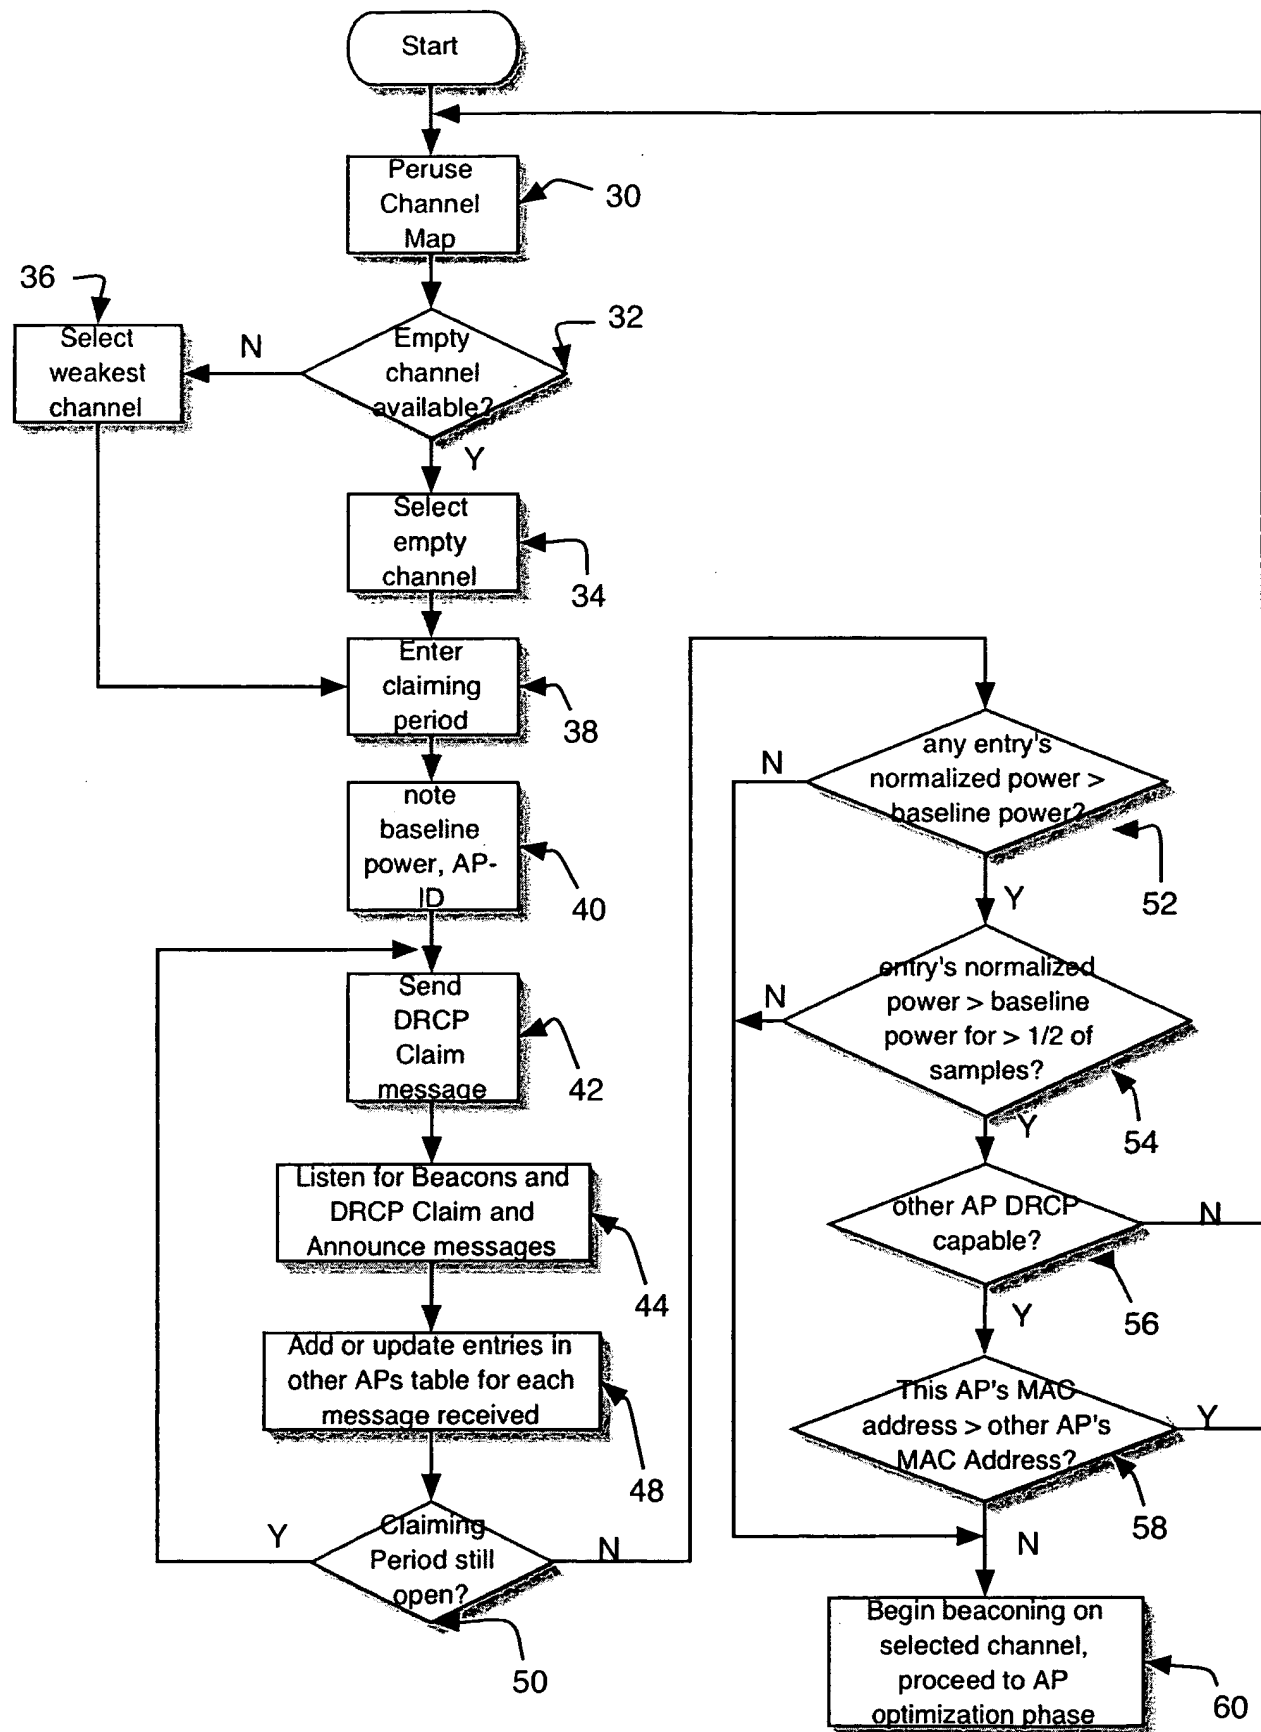 Start
Peruse
Channel
Map
30
36
32
Select
weakest
channel
N
Empty
channel
available?
Y
Select
empty
channel
34
Enter
claiming
period
38
note
baseline
power, AP-
ID
40
Send
DRCP
Claim
message
42
Listen for Beacons and
DRCP Claim and
Announce messages
44
Add or update entries in
other APs table for each
message received
48
Y
Claiming
Period still
open?
N
50
N
any entry's
normalized power >
baseline power?
52
Y
N
entry's normalized
power > baseline
power for > 1/2 of
samples?
54
Y
other AP DRCP
capable?
N
56
Y
This AP's MAC
address > other AP's
MAC Address?
Y
58
N
Begin beaconing on
selected channel,
proceed to AP
optimization phase
60